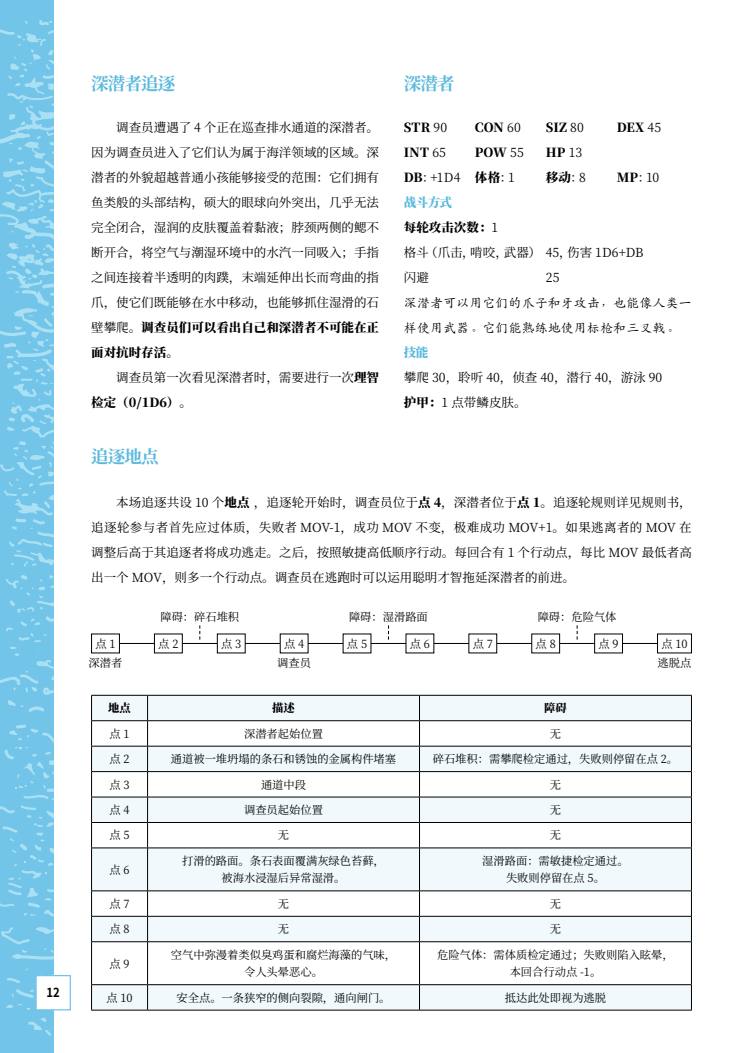 深潜者追逐
调查员遭遇了 4 个正在巡查排水通道的深潜者。
因为调查员进入了它们认为属于海洋领域的区域。深
潜者的外貌超越普通小孩能够接受的范围：它们拥有
鱼类般的头部结构，硕大的眼球向外突出，几乎无法
完全闭合，湿润的皮肤覆盖着黏液；脖颈两侧的鳃不
断开合，将空气与潮湿环境中的水汽一同吸入；手指
之间连接着半透明的肉蹼，末端延伸出长而弯曲的指
爪，使它们既能够在水中移动，也能够抓住湿滑的石
壁攀爬。调查员们可以看出自己和深潜者不可能在正
面对抗时存活。
调查员第一次看见深潜者时，需要进行一次理智
检定（0/1D6）。
深潜者
STR 90 CON 60 SIZ 80 DEX 45
INT 65 POW 55 HP 13
DB: +1D4 体格: 1 移动: 8 MP: 10
战斗方式
每轮攻击次数：1
格斗（爪击, 啃咬, 武器） 45, 伤害 1D6+DB
闪避 25
深潜者可以用它们的爪子和牙攻击，也能像人类一
样使用武器。它们能熟练地使用标枪和三叉戟。
技能
攀爬 30，聆听 40，侦查 40，潜行 40，游泳 90
护甲：1 点带鳞皮肤。
追逐地点
本场追逐共设 10 个地点 ，追逐轮开始时，调查员位于点 4，深潜者位于点 1。追逐轮规则详见规则书，
追逐轮参与者首先应过体质，失败者 MOV-1，成功 MOV 不变，极难成功 MOV+1。如果逃离者的 MOV 在
调整后高于其追逐者将成功逃走。之后，按照敏捷高低顺序行动。每回合有 1 个行动点，每比 MOV 最低者高
出一个 MOV，则多一个行动点。调查员在逃跑时可以运用聪明才智拖延深潜者的前进。
障碍：碎石堆积 障碍：湿滑路面 障碍：危险气体
点 1 点 2 点 3 点 4 点 5 点 6 点 7 点 8 点 9 点 10
深潜者 调查员 逃脱点
地点 描述 障碍
点 1 深潜者起始位置 无
点 2 通道被一堆坍塌的条石和锈蚀的金属构件堵塞 碎石堆积：需攀爬检定通过，失败则停留在点 2。
点 3 通道中段 无
点 4 调查员起始位置 无
点 5 无 无
点 6 打滑的路面。条石表面覆满灰绿色苔藓，
被海水浸湿后异常湿滑。 湿滑路面：需敏捷检定通过。
失败则停留在点 5。
点 7 无 无
点 8 无 无
点 9 空气中弥漫着类似臭鸡蛋和腐烂海藻的气味，
令人头晕恶心。 危险气体：需体质检定通过；失败则陷入眩晕，
本回合行动点 -1。
点 10 安全点。一条狭窄的侧向裂隙，通向闸门。 抵达此处即视为逃脱
12